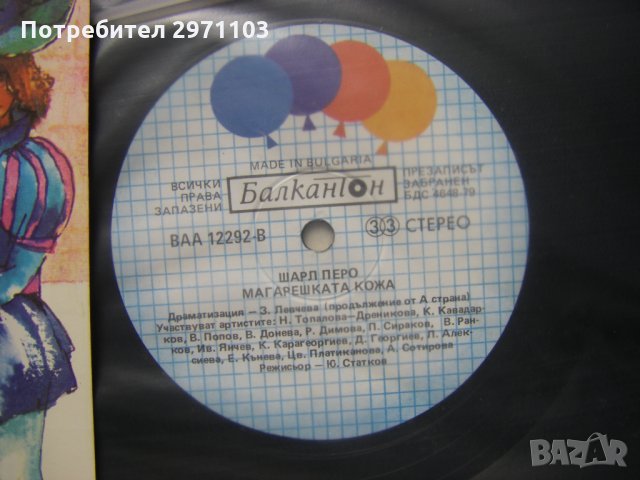 Потребител 2971103
MADE IN BULGARIA
ВСИЧКИ
ПРАВА
ЗАПАЗЕНИ
Балкантон
ПРЕЗАПИСЪТ
ЗАБРАНЕН
БДС 4648-79
ВАА 12292-В
33 СТЕРЕО
ШАРЛ ПЕРО
МАГАРЕШКАТА КОЖА
Драматизация – З. Левчева (продължение от А страна)
Участвуват артистите: Н. Топалова-Дреникова, К. Кавадар-
ков, В. Попов, В. Донева, Р. Димова, П. Сираков, В. Ран-
ков, Ив. Янчев, К. Карагеоргиев, Д. Георгиев, Л. Алек-
сиева, Е. Кънева, Цв. Платиканова, А. Сотирова
Режисьор – Ю. Статков
BAZAR